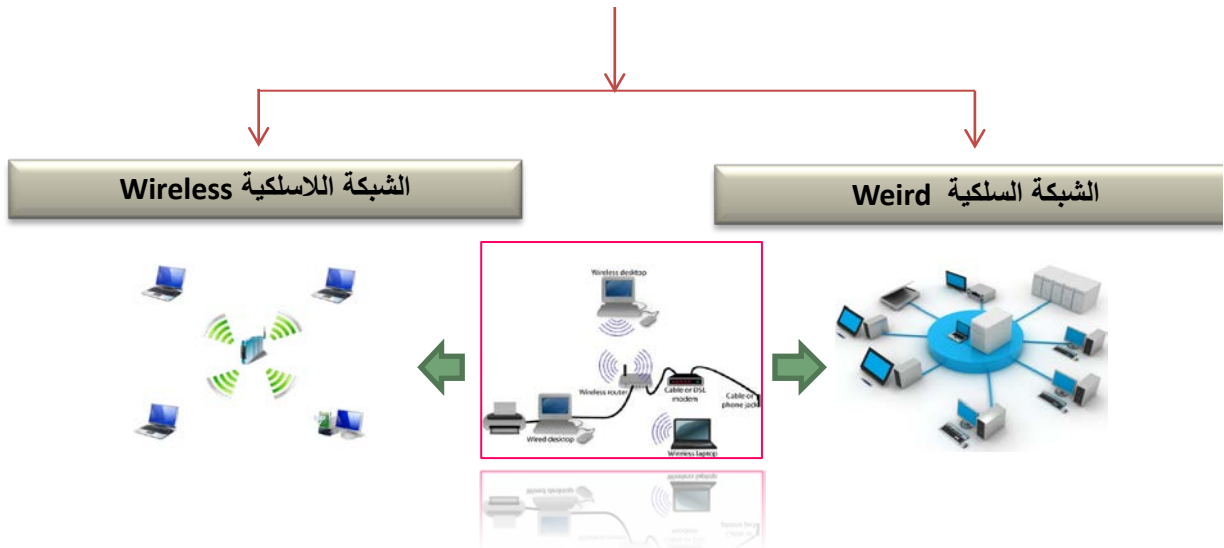 الشبكة السلكية Weird
الشبكة اللاسلكية Wireless
Wireless desktop
Wireless router
Cable or DSL
modem
Cable or
phone jack
Wired desktop
Wireless laptop